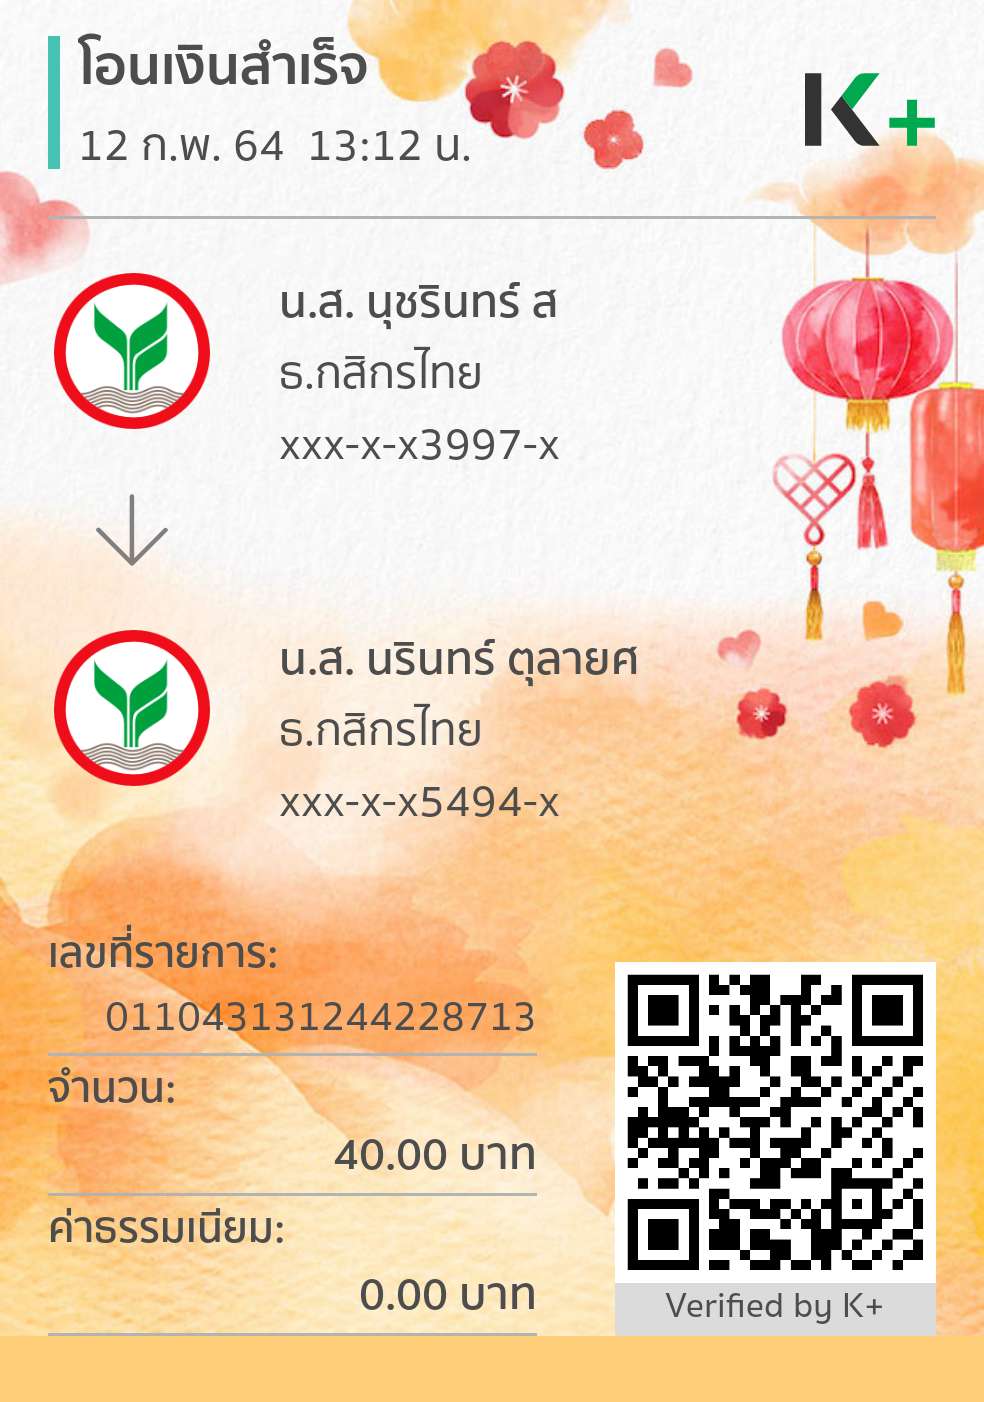 โอนเงินสำเร็จ
12 ก.พ. 64 13:12 น.
K+
น.ส. นุชรินทร์ ส
ธ.กสิกรไทย
xxx-x-x3997-x
น.ส. นรินทร์ ตุลายศ
ธ.กสิกรไทย
xxx-x-x5494-x
เลขที่รายการ:
011043131244228713
จำนวน:
40.00 บาท
ค่าธรรมเนียม:
0.00 บาท
Verified by K+